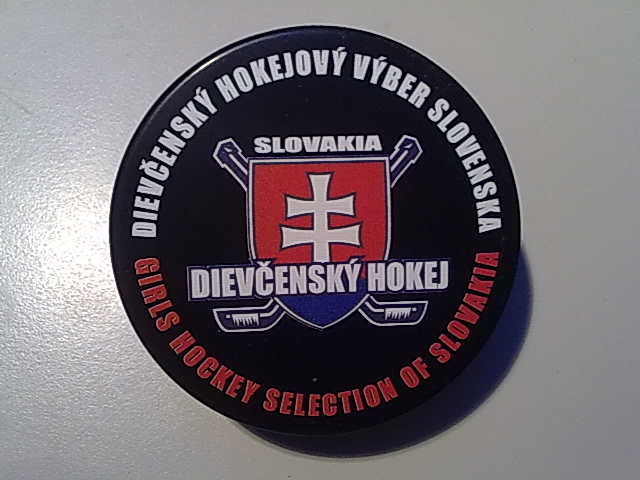 DIEVČENSKÝ HOKEJOVÝ VÝBER SLOVENSKA
SLOVAKIA
DIEVČENSKÝ HOKEJ
GIRLS HOCKEY SELECTION OF SLOVAKIA